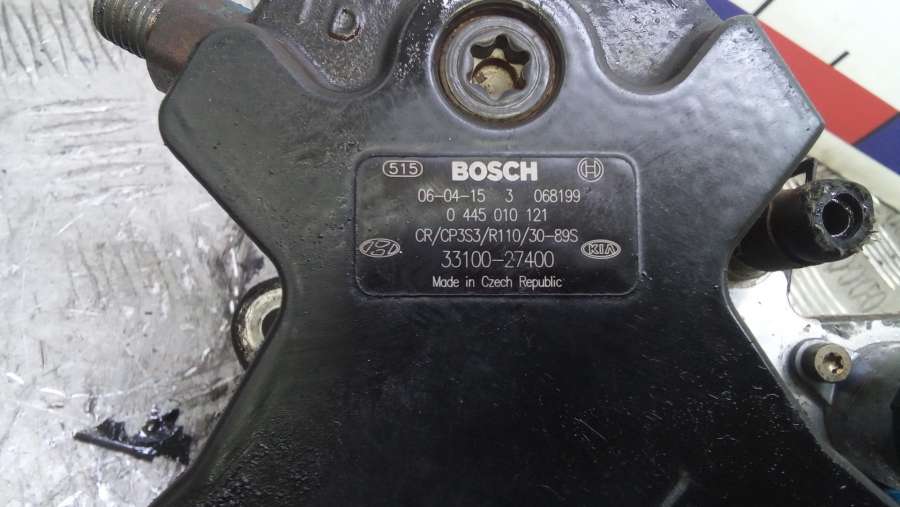 515 BOSCH
06-04-15 3 068199
0 445 010 121
CR/CP3S3/R110/30-89S
KIA
33100-27400
Made in Czech Republic